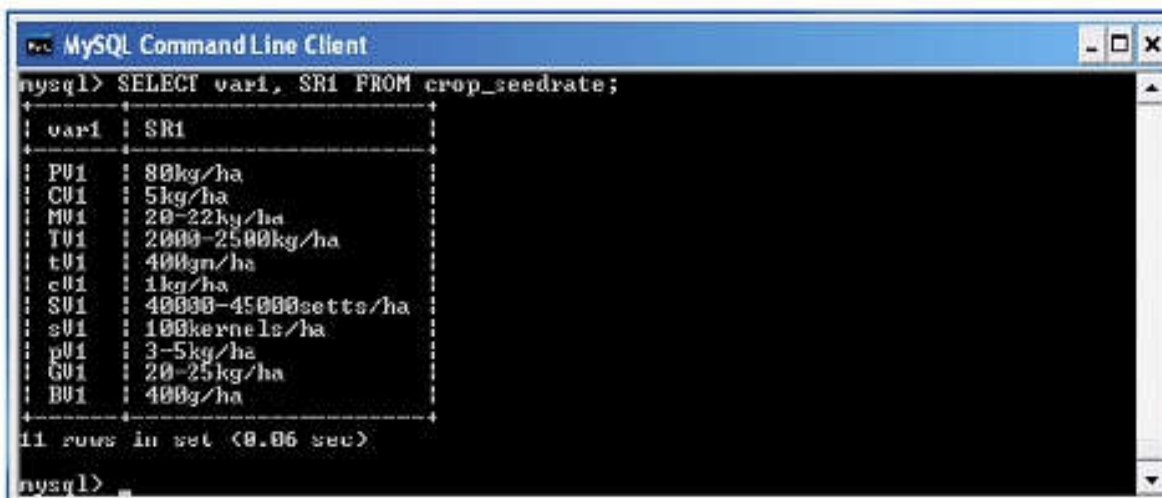 MySQL Command Line Client
mysql> SELECT var1, SR1 FROM crop_seedrate;
| var1 | SR1 |
| PV1 | 80kg/ha |
| CV1 | 5kg/ha |
| MV1 | 20-22kg/ha |
| TV1 | 2000-2500kg/ha |
| tV1 | 400gm/ha |
| cV1 | 1kg/ha |
| SV1 | 40000-45000setts/ha |
| sV1 | 100kernels/ha |
| pV1 | 3-5kg/ha |
| GV1 | 20-25kg/ha |
| BV1 | 400g/ha |
11 rows in set (0.06 sec)
mysql> _